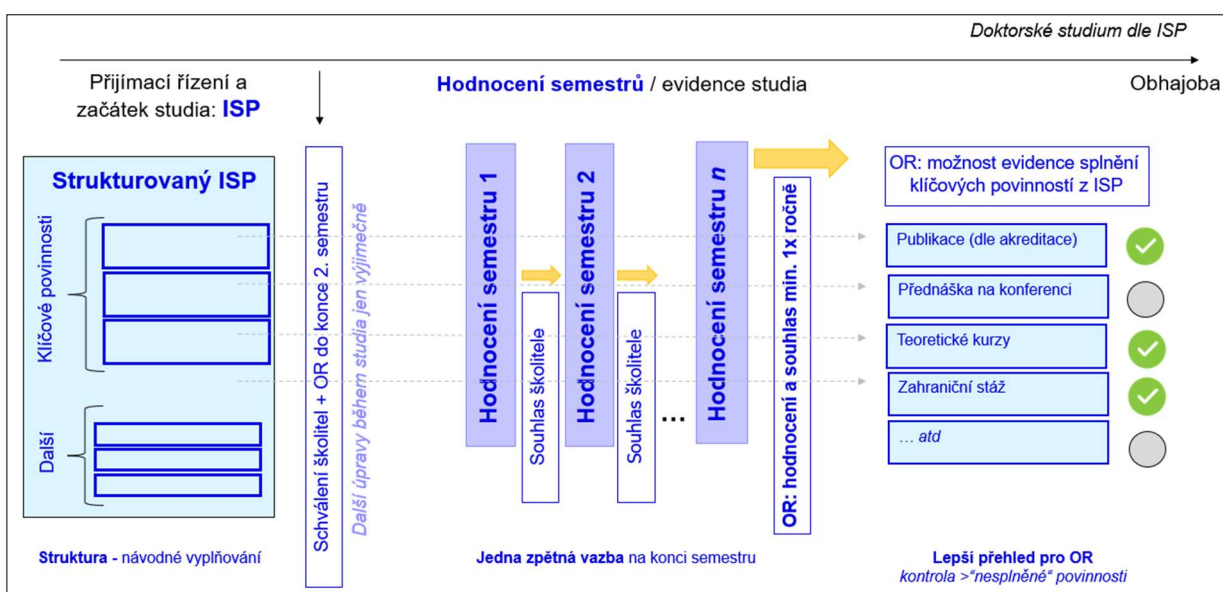 Doktorské studium dle ISP
Přijímací řízení a
začátek studia: ISP
Hodnocení semestrů / evidence studia
Obhajoba
Strukturovaný ISP
Klíčové povinnosti
Další
Schválení školitel + OR do konce 2. semestru
Další úpravy během studia jen výjimečně
Hodnocení semestru 1
Souhlas školitele
Hodnocení semestru 2
Souhlas školitele
...
Hodnocení semestru n
OR: hodnocení a souhlas min. 1x ročně
OR: možnost evidence splnění
klíčových povinností z ISP
Publikace (dle akreditace)
Přednáška na konferenci
Teoretické kurzy
Zahraniční stáž
... atd
Struktura - návodné vyplňování
Jedna zpětná vazba na konci semestru
Lepší přehled pro OR
kontrola >“nesplněné“ povinnosti